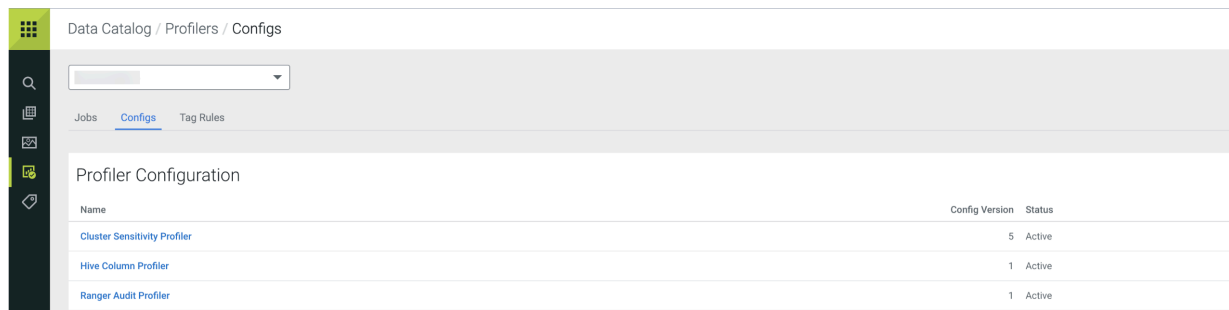 Data Catalog / Profilers / Configs
Jobs Configs Tag Rules
Profiler Configuration
Name Config Version Status
Cluster Sensitivity Profiler 5 Active
Hive Column Profiler 1 Active
Ranger Audit Profiler 1 Active